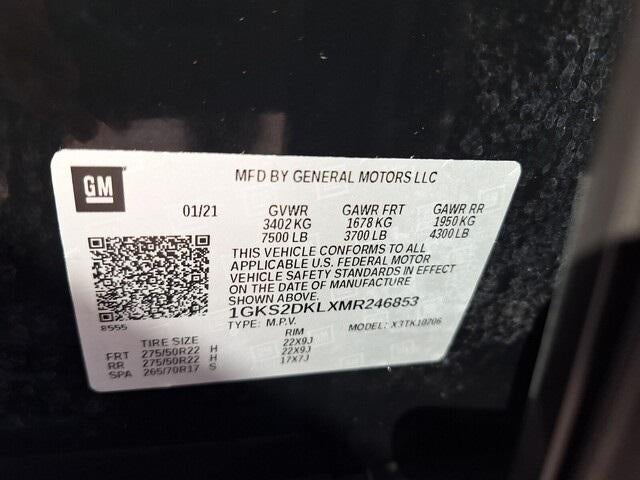 GM
MFD BY GENERAL MOTORS LLC
01/21 GVWR GAWR FRT GAWR RR
3402 KG 1678 KG 1950 KG
7500 LB 3700 LB 4300 LB
THIS VEHICLE CONFORMS TO ALL
APPLICABLE U.S. FEDERAL MOTOR
VEHICLE SAFETY STANDARDS IN EFFECT
ON THE DATE OF MANUFACTURE
SHOWN ABOVE.
1GKS2DKLXMR246853
8555
TYPE: M.P.V. MODEL: X3TK10706
TIRE SIZE RIM
FRT 275/50R22 H 22X9J
RR 275/50R22 H 22X9J
SPA 265/70R17 S 17X7J